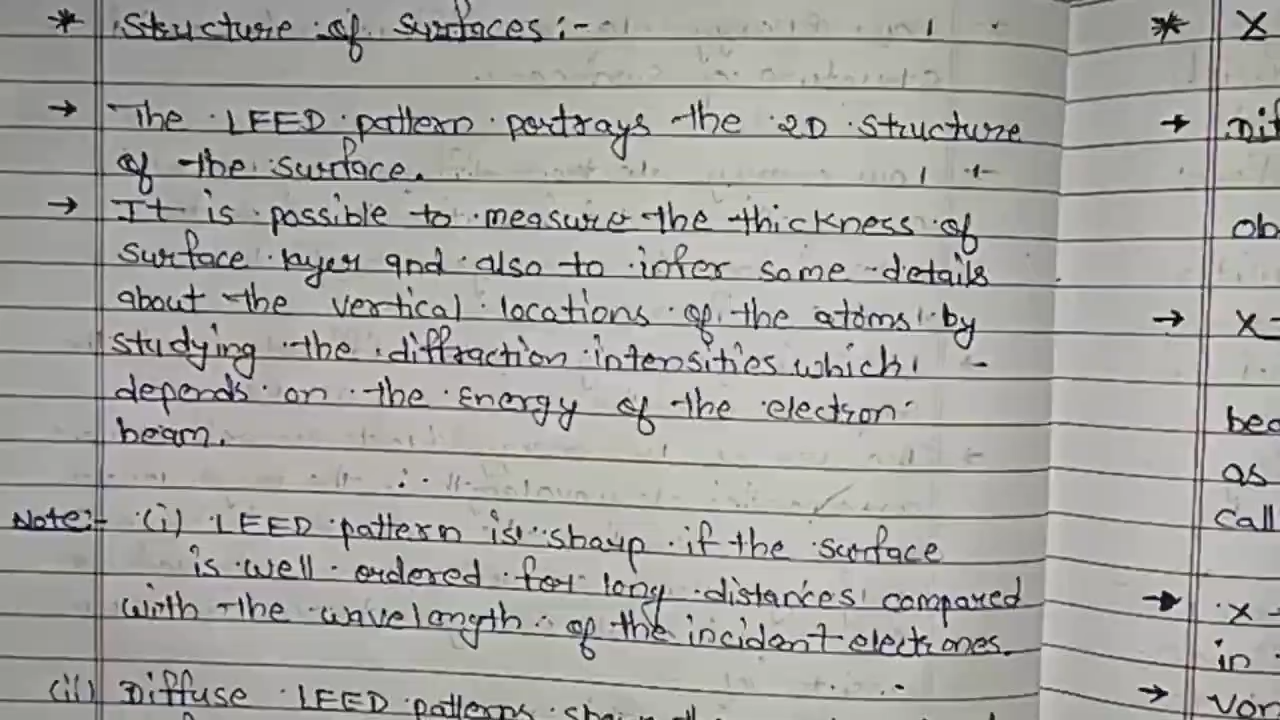 * Structure of surfaces :-
→ The LEED pattern portrays the 2D structure
of the surface.
→ It is possible to measure the thickness of
surface layer and also to infer some details
about the vertical locations of the atoms by
studying the diffraction intensities which
depends on the Energy of the electron
beam.
Note:- (i) LEED pattern is sharp if the surface
is well ordered for long distances compared
with the wavelength of the incident electrones.
(ii) Diffuse LEED patterns
* X
→ Dif
ob
→ X-
bec
as
call
→ X-
in
→ Vor